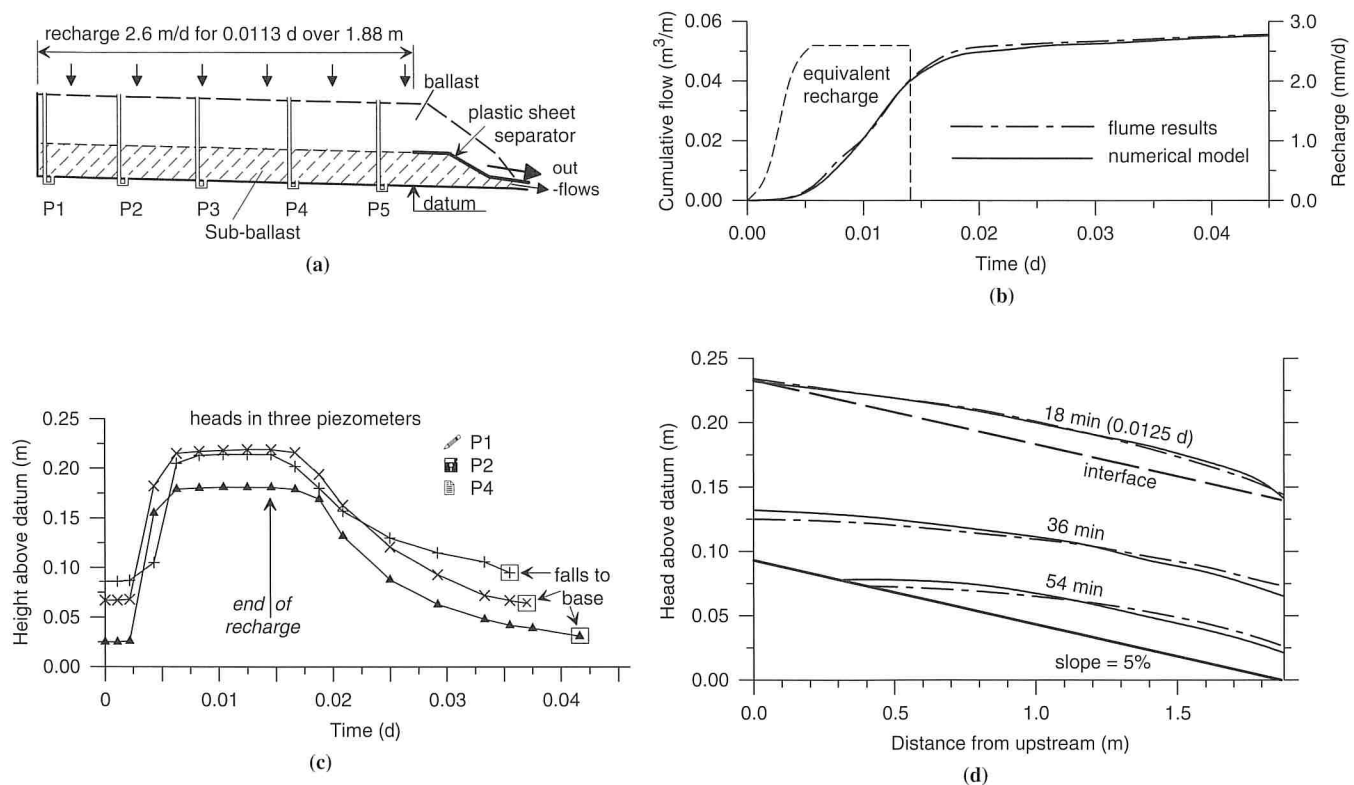 recharge 2.6 m/d for 0.0113 d over 1.88 m
ballast
plastic sheet
separator
out
-flows
P1 P2 P3 P4 P5
datum
Sub-ballast
(a)
Cumulative flow (m³/m)
0.06
0.04
0.02
0.00
equivalent
recharge
flume results
numerical model
3.0
2.0
1.0
0.0
Recharge (mm/d)
0.00 0.01 0.02 0.03 0.04
Time (d)
(b)
Height above datum (m)
0.25
0.20
0.15
0.10
0.05
0.00
heads in three piezometers
P1
P2
P4
end of
recharge
falls to
base
0 0.01 0.02 0.03 0.04
Time (d)
(c)
Head above datum (m)
0.25
0.20
0.15
0.10
0.05
0.00
18 min (0.0125 d)
interface
36 min
54 min
slope = 5%
0.0 0.5 1.0 1.5
Distance from upstream (m)
(d)